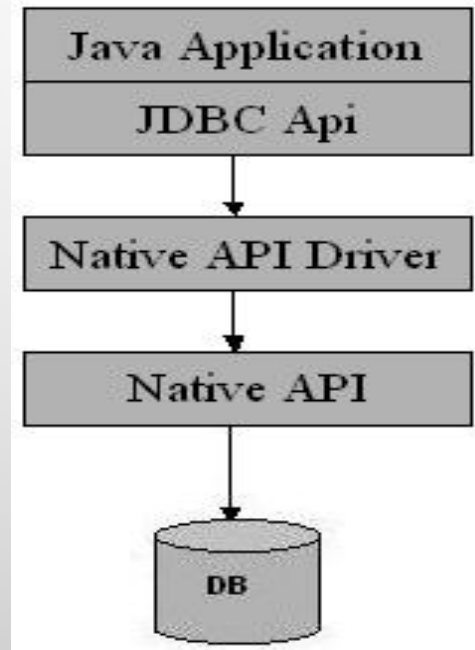 Java Application
JDBC Api
Native API Driver
Native API
DB